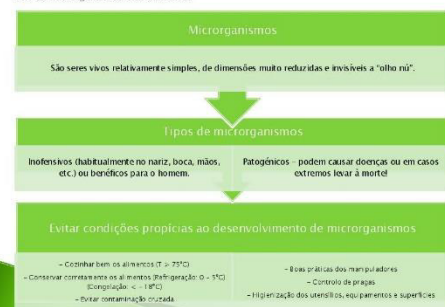 Microrganismos
São seres vivos relativamente simples, de dimensões muito reduzidas e invisíveis a "olho nú".
Tipos de microrganismos
Inofensivos (habitualmente no nariz, boca, mãos,
etc.) ou benéficos para o homem.
Patogénicos – podem causar doenças ou em casos
extremos levar à morte!
Evitar condições propícias ao desenvolvimento de microrganismos
– Cozinhar bem os alimentos (T > 75ºC)
– Conservar corretamente os alimentos (Refrigeração: 0 – 5ºC)
(Congelação: < – 18ºC)
– Evitar contaminação cruzada
– Boas práticas dos manipuladores
– Controlo de pragas
– Higienização dos utensílios, equipamentos e superfícies